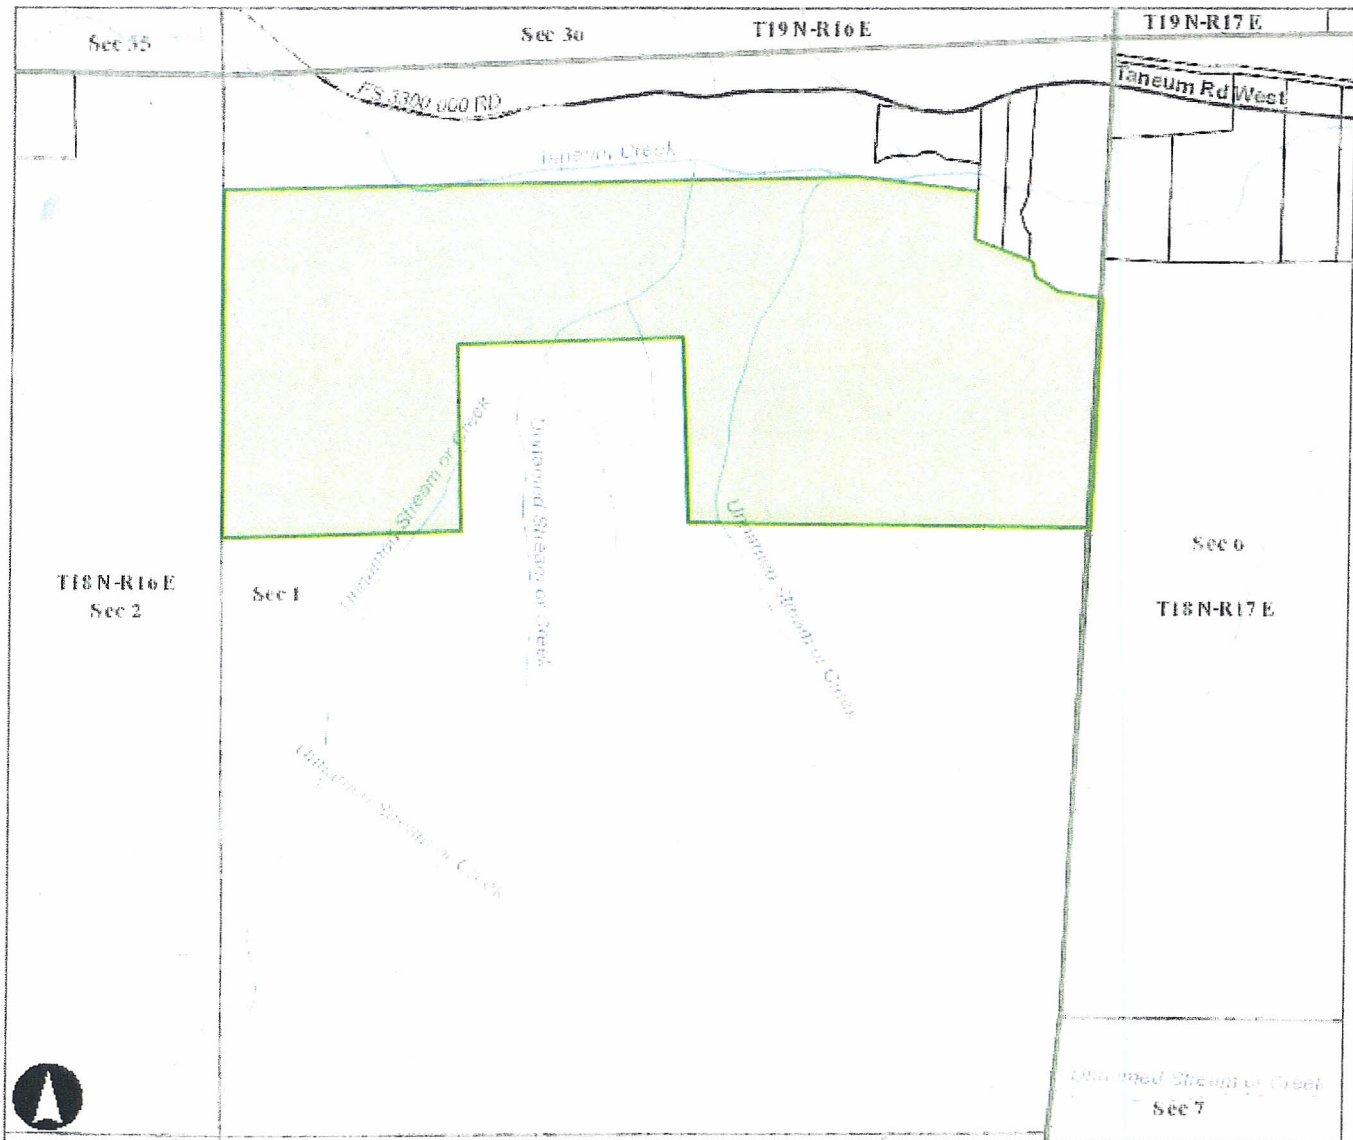 Sec 35
Sec 36
T19N-R16E
T19N-R17E
FS 3300 000 RD
Taneum Rd West
Taneum Creek
Unnamed Stream or Creek
Unnamed Stream or Creek
Unnamed Stream or Creek
T18N-R16E
Sec 2
Sec 1
Sec 6
T18N-R17E
Unnamed Stream or Creek
Unnamed Stream or Creek
Sec 7